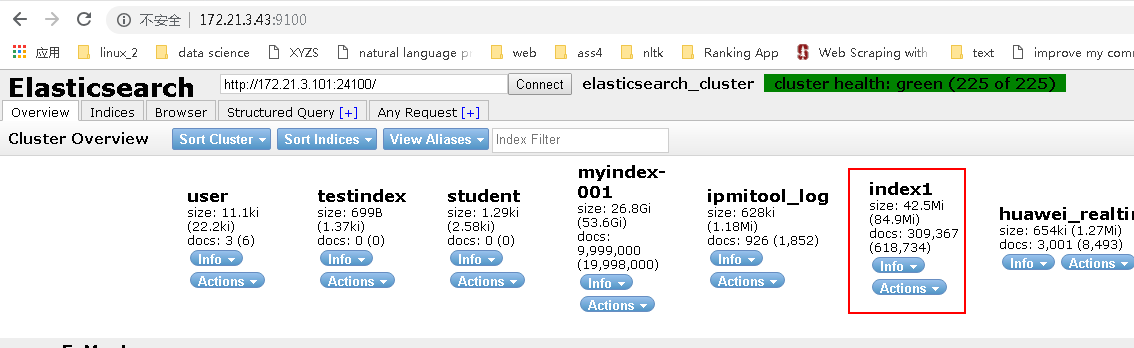 不安全 | 172.21.3.43:9100
应用 linux_2 data science XYZS natural language pr web ass4 nltk Ranking App Web Scraping with text improve my comm
Elasticsearch http://172.21.3.101:24100/ Connect elasticsearch_cluster cluster health: green (225 of 225)
Overview Indices Browser Structured Query [+] Any Request [+]
Cluster Overview Sort Cluster Sort Indices View Aliases Index Filter
user
size: 11.1ki
(22.2ki)
docs: 3 (6)
Info
Actions
testindex
size: 699B
(1.37ki)
docs: 0 (0)
Info
Actions
student
size: 1.29ki
(2.58ki)
docs: 0 (0)
Info
Actions
myindex-
001
size: 26.8Gi
(53.6Gi)
docs:
9,999,000
(19,998,000)
Info
Actions
ipmitool_log
size: 628ki
(1.18Mi)
docs: 926 (1,852)
Info
Actions
index1
size: 42.5Mi
(84.9Mi)
docs: 309,367
(618,734)
Info
Actions
huawei_realti
size: 654ki (1.27Mi)
docs: 3,001 (8,493)
Info Actions